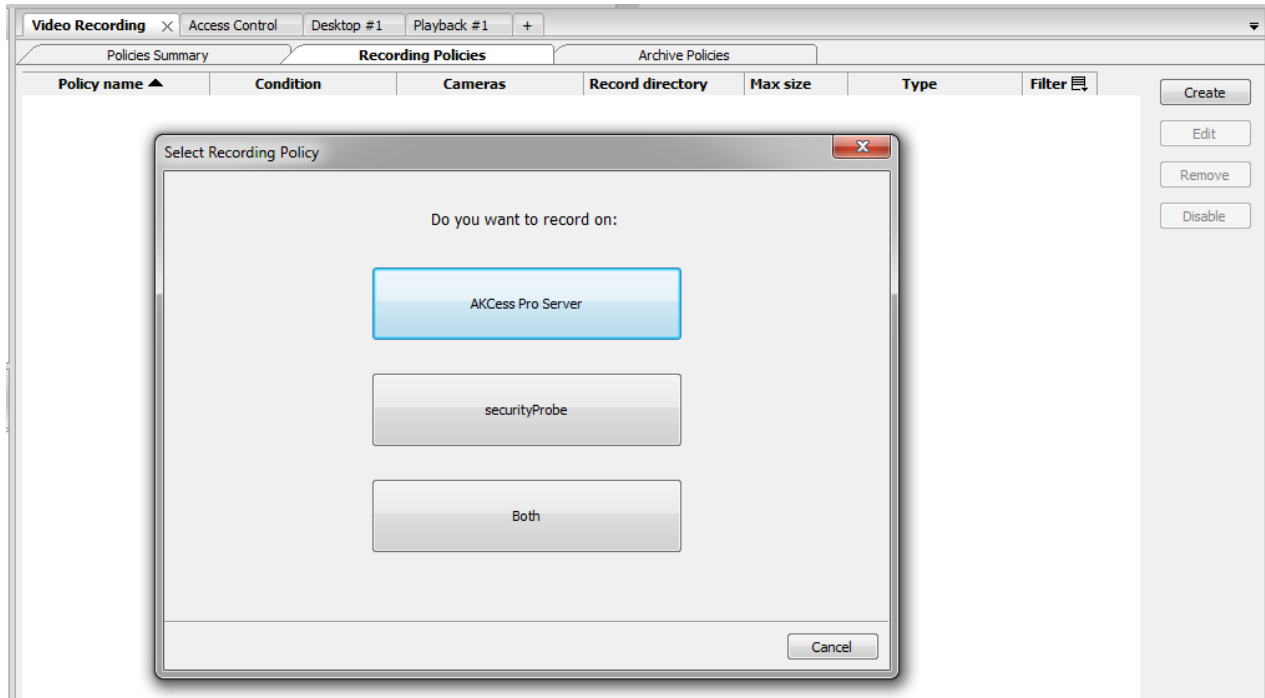 Video Recording Access Control Desktop #1 Playback #1 +
Policies Summary Recording Policies Archive Policies
Policy name Condition Cameras Record directory Max size Type Filter
Create
Edit
Remove
Disable
Select Recording Policy
Do you want to record on:
AKCess Pro Server
securityProbe
Both
Cancel